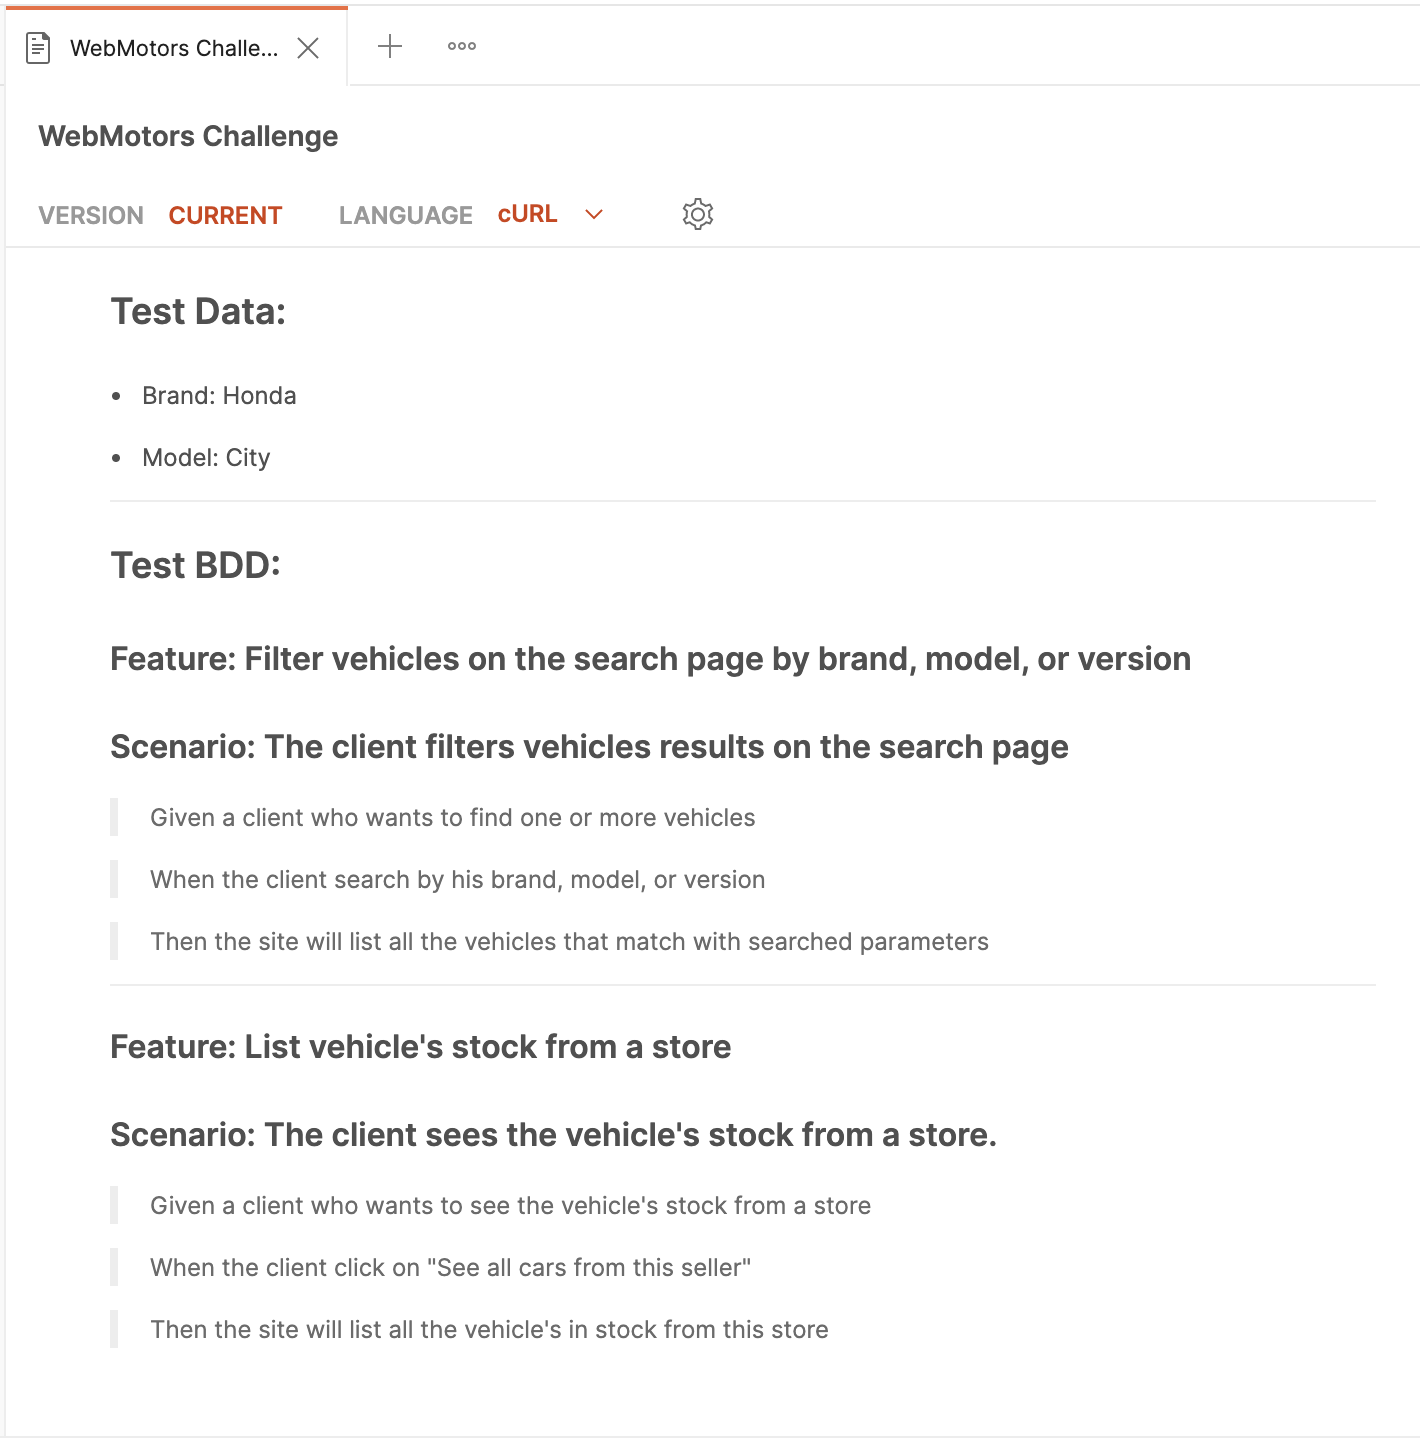 WebMotors Challe...
WebMotors Challenge
VERSION CURRENT LANGUAGE cURL
Test Data:
• Brand: Honda
• Model: City
Test BDD:
Feature: Filter vehicles on the search page by brand, model, or version
Scenario: The client filters vehicles results on the search page
Given a client who wants to find one or more vehicles
When the client search by his brand, model, or version
Then the site will list all the vehicles that match with searched parameters
Feature: List vehicle's stock from a store
Scenario: The client sees the vehicle's stock from a store.
Given a client who wants to see the vehicle's stock from a store
When the client click on "See all cars from this seller"
Then the site will list all the vehicle's in stock from this store